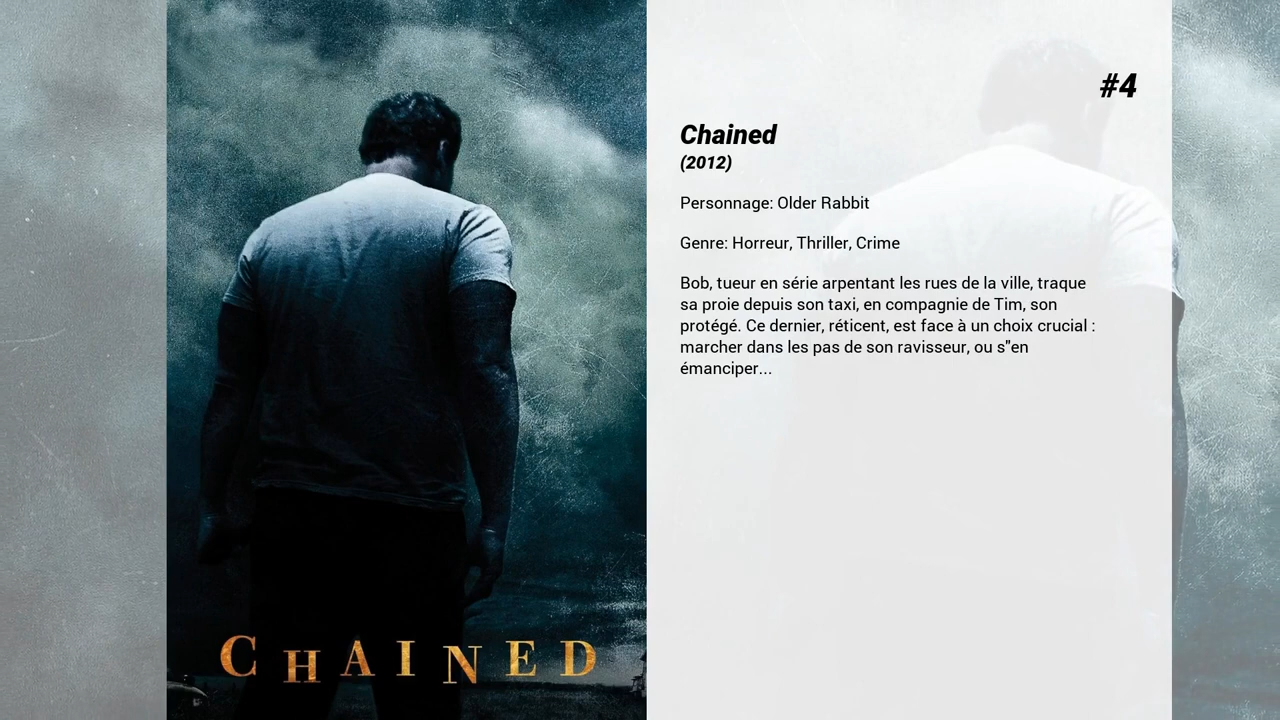 #4
Chained
(2012)
Personnage: Older Rabbit
Genre: Horreur, Thriller, Crime
Bob, tueur en série arpentant les rues de la ville, traque
sa proie depuis son taxi, en compagnie de Tim, son
protégé. Ce dernier, réticent, est face à un choix crucial :
marcher dans les pas de son ravisseur, ou s"en
émanciper...
CHAINED